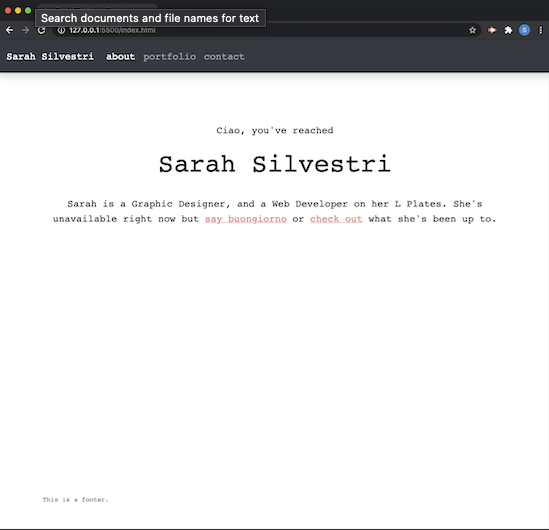 Search documents and file names for text
127.0.0.1:5500/index.html
S
Sarah Silvestri about portfolio contact
Ciao, you've reached
Sarah Silvestri
Sarah is a Graphic Designer, and a Web Developer on her L Plates. She's
unavailable right now but say buongiorno or check out what she's been up to.
This is a footer.